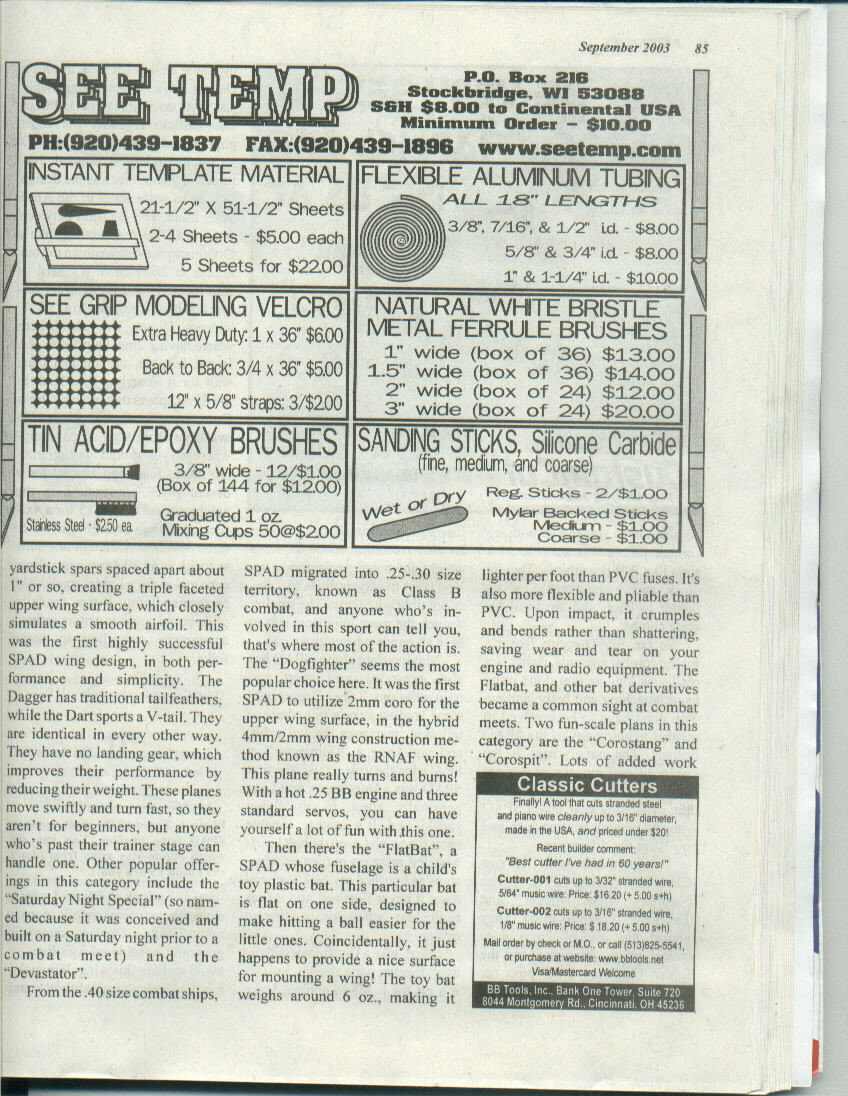 September 2003 85
SEE TEMP
P.O. Box 216
Stockbridge, WI 53088
S&H $8.00 to Continental USA
Minimum Order - $10.00
PH:(920)439-1837 FAX:(920)439-1896 www.seetemp.com
INSTANT TEMPLATE MATERIAL
21-1/2" X 51-1/2" Sheets
2-4 Sheets - $5.00 each
5 Sheets for $22.00
FLEXIBLE ALUMINUM TUBING
ALL 18" LENGTHS
3/8", 7/16", & 1/2" i.d. - $8.00
5/8" & 3/4" i.d. - $8.00
1" & 1-1/4" i.d. - $10.00
SEE GRIP MODELING VELCRO
Extra Heavy Duty: 1 x 36" $6.00
Back to Back: 3/4 x 36" $5.00
12" x 5/8" straps: 3/$2.00
NATURAL WHITE BRISTLE
METAL FERRULE BRUSHES
1" wide (box of 36) $13.00
1.5" wide (box of 36) $14.00
2" wide (box of 24) $12.00
3" wide (box of 24) $20.00
TIN ACID/EPOXY BRUSHES
3/8" wide - 12/$1.00
(Box of 144 for $12.00)
Stainless Steel - $2.50 ea.
Graduated 1 oz.
Mixing Cups 50@$2.00
SANDING STICKS, Silicone Carbide
(fine, medium, and coarse)
Wet or Dry
Reg. Sticks - 2/$1.00
Mylar Backed Sticks
Medium - $1.00
Coarse - $1.00
yardstick spars spaced apart about
1" or so, creating a triple faceted
upper wing surface, which closely
simulates a smooth airfoil. This
was the first highly successful
SPAD wing design, in both per-
formance and simplicity. The
Dagger has traditional tailfeathers,
while the Dart sports a V-tail. They
are identical in every other way.
They have no landing gear, which
improves their performance by
reducing their weight. These planes
move swiftly and turn fast, so they
aren't for beginners, but anyone
who's past their trainer stage can
handle one. Other popular offer-
ings in this category include the
"Saturday Night Special" (so nam-
ed because it was conceived and
built on a Saturday night prior to a
combat meet) and the
"Devastator".
From the .40 size combat ships,
SPAD migrated into .25-.30 size
territory, known as Class B
combat, and anyone who's in-
volved in this sport can tell you,
that's where most of the action is.
The "Dogfighter" seems the most
popular choice here. It was the first
SPAD to utilize 2mm coro for the
upper wing surface, in the hybrid
4mm/2mm wing construction me-
thod known as the RNAF wing.
This plane really turns and burns!
With a hot .25 BB engine and three
standard servos, you can have
yourself a lot of fun with this one.
Then there's the "FlatBat", a
SPAD whose fuselage is a child's
toy plastic bat. This particular bat
is flat on one side, designed to
make hitting a ball easier for the
little ones. Coincidentally, it just
happens to provide a nice surface
for mounting a wing! The toy bat
weighs around 6 oz., making it
lighter per foot than PVC fuses. It's
also more flexible and pliable than
PVC. Upon impact, it crumples
and bends rather than shattering,
saving wear and tear on your
engine and radio equipment. The
Flatbat, and other bat derivatives
became a common sight at combat
meets. Two fun-scale plans in this
category are the "Corostang" and
"Corospit". Lots of added work
Classic Cutters
Finally! A tool that cuts stranded steel
and piano wire cleanly up to 3/16" diameter,
made in the USA, and priced under $20!
Recent builder comment:
"Best cutter I've had in 60 years!"
Cutter-001 cuts up to 3/32" stranded wire,
5/64" music wire: Price: $16.20 (+ 5.00 s+h)
Cutter-002 cuts up to 3/16" stranded wire,
1/8" music wire: Price: $ 18.20 (+ 5.00 s+h)
Mail order by check or M.O., or call (513)825-5541,
or purchase at website: www.bbtools.net
Visa/Mastercard Welcome
BB Tools, Inc., Bank One Tower, Suite 720
8044 Montgomery Rd., Cincinnati, OH 45236